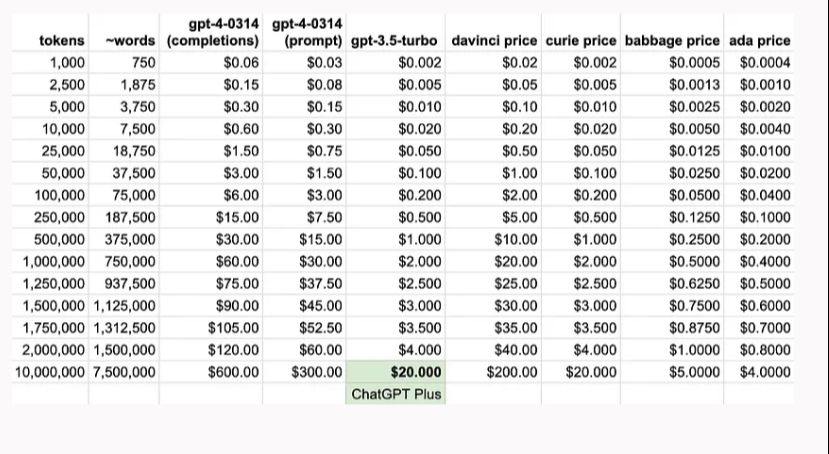 gpt-4-0314 gpt-4-0314
tokens ~words (completions) (prompt) gpt-3.5-turbo davinci price curie price babbage price ada price
1,000 750 $0.06 $0.03 $0.002 $0.02 $0.002 $0.0005 $0.0004
2,500 1,875 $0.15 $0.08 $0.005 $0.05 $0.005 $0.0013 $0.0010
5,000 3,750 $0.30 $0.15 $0.010 $0.10 $0.010 $0.0025 $0.0020
10,000 7,500 $0.60 $0.30 $0.020 $0.20 $0.020 $0.0050 $0.0040
25,000 18,750 $1.50 $0.75 $0.050 $0.50 $0.050 $0.0125 $0.0100
50,000 37,500 $3.00 $1.50 $0.100 $1.00 $0.100 $0.0250 $0.0200
100,000 75,000 $6.00 $3.00 $0.200 $2.00 $0.200 $0.0500 $0.0400
250,000 187,500 $15.00 $7.50 $0.500 $5.00 $0.500 $0.1250 $0.1000
500,000 375,000 $30.00 $15.00 $1.000 $10.00 $1.000 $0.2500 $0.2000
1,000,000 750,000 $60.00 $30.00 $2.000 $20.00 $2.000 $0.5000 $0.4000
1,250,000 937,500 $75.00 $37.50 $2.500 $25.00 $2.500 $0.6250 $0.5000
1,500,000 1,125,000 $90.00 $45.00 $3.000 $30.00 $3.000 $0.7500 $0.6000
1,750,000 1,312,500 $105.00 $52.50 $3.500 $35.00 $3.500 $0.8750 $0.7000
2,000,000 1,500,000 $120.00 $60.00 $4.000 $40.00 $4.000 $1.0000 $0.8000
10,000,000 7,500,000 $600.00 $300.00 $20.000 $200.00 $20.000 $5.0000 $4.0000
ChatGPT Plus